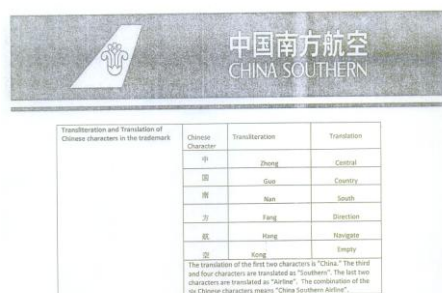 中国南方航空
CHINA SOUTHERN
Transliteration and Translation of
Chinese characters in the trademark
Chinese
Character
Transliteration
Translation
中 Zhong Central
国 Guo Country
南 Nan South
方 Fang Direction
航 Hang Navigate
空 Kong Empty
The translation of the first two characters is "China." The third
and four characters are translated as "Southern". The last two
characters are translated as "Airline". The combination of the
six Chinese characters means "China Southern Airline".